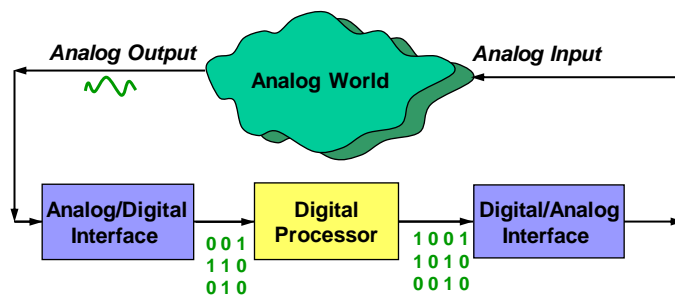 Analog Output
Analog World
Analog Input
Analog/Digital
Interface
Digital
Processor
Digital/Analog
Interface
0 0 1
1 1 0
0 1 0
1 0 0 1
1 0 1 0
0 0 1 0